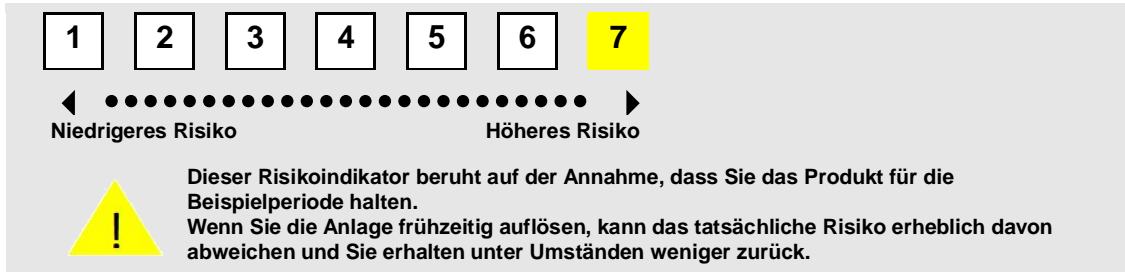 1 2 3 4 5 6 7
Niedrigeres Risiko Höheres Risiko
Dieser Risikoindikator beruht auf der Annahme, dass Sie das Produkt für die
Beispielperiode halten.
Wenn Sie die Anlage frühzeitig auflösen, kann das tatsächliche Risiko erheblich davon
abweichen und Sie erhalten unter Umständen weniger zurück.
!